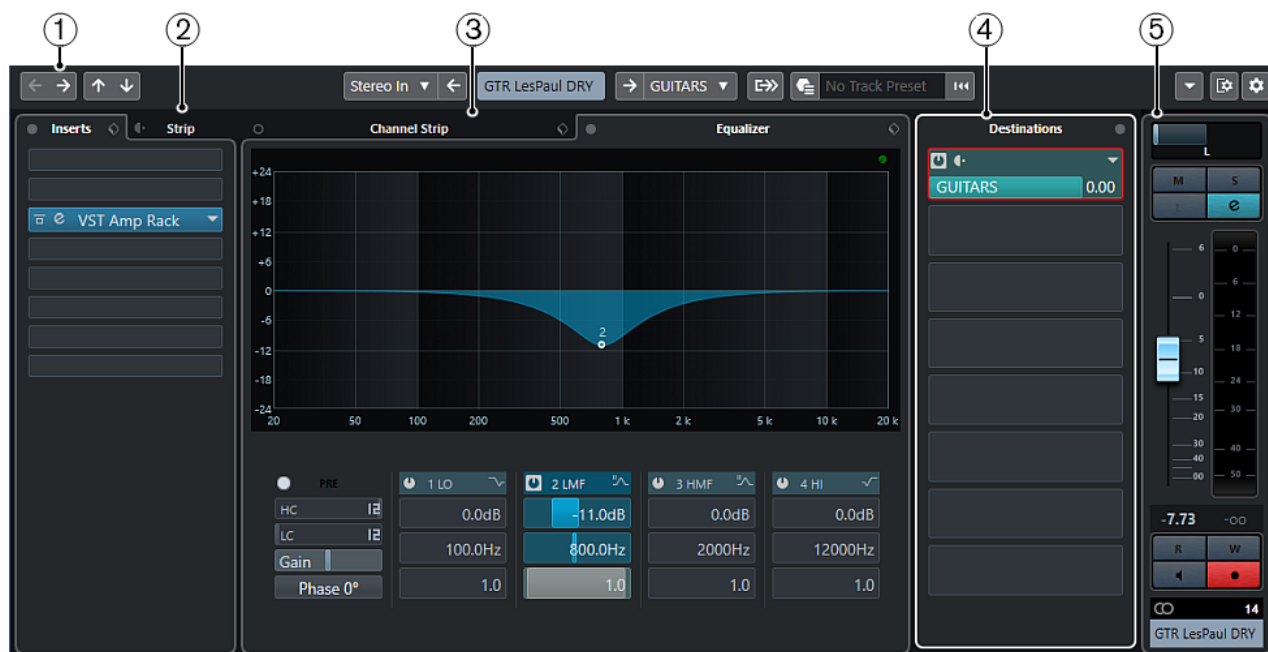 1 2 3 4 5
Stereo In GTR LesPaul DRY GUITARS No Track Preset
Inserts Strip Channel Strip Equalizer Destinations
L
M S
e
GUITARS 0.00
e VST Amp Rack
+24
+18
+12
+6
0
-6
-12
-18
-24
2
20 50 100 200 500 1 k 2 k 5 k 10 k 20 k
6
0
5
10
15
20
30
40
00
0
6
12
18
24
30
40
50
PRE 1 LO 2 LMF 3 HMF 4 HI
HC 12 0.0dB -11.0dB 0.0dB 0.0dB
LC 12 100.0Hz 800.0Hz 2000Hz 12000Hz
Gain
Phase 0° 1.0 1.0 1.0 1.0
-7.73 -oo
R W
14
GTR LesPaul DRY